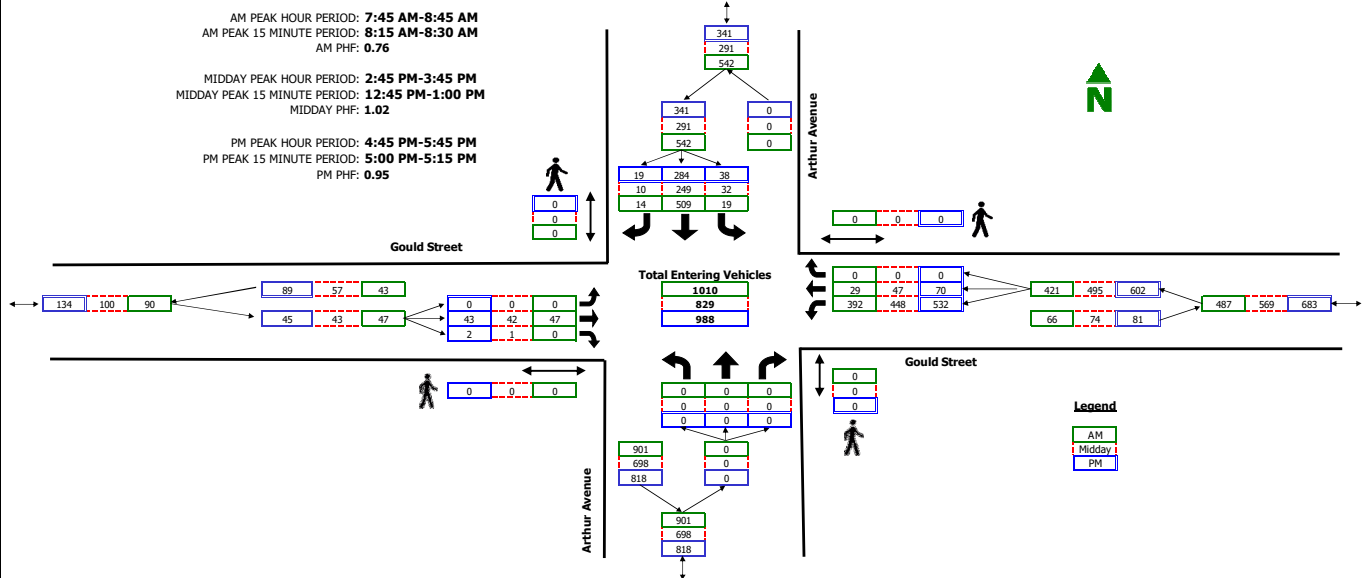 AM PEAK HOUR PERIOD: 7:45 AM-8:45 AM
AM PEAK 15 MINUTE PERIOD: 8:15 AM-8:30 AM
AM PHF: 0.76
MIDDAY PEAK HOUR PERIOD: 2:45 PM-3:45 PM
MIDDAY PEAK 15 MINUTE PERIOD: 12:45 PM-1:00 PM
MIDDAY PHF: 1.02
PM PEAK HOUR PERIOD: 4:45 PM-5:45 PM
PM PEAK 15 MINUTE PERIOD: 5:00 PM-5:15 PM
PM PHF: 0.95
341
291
542
341 0
291 0
542 0
19 284 38
10 249 32
14 509 19
Arthur Avenue
N
0
0
0
0 0 0
Gould Street
Total Entering Vehicles
1010
829
988
134 100 90
89 57 43
45 43 47
0 0 0
43 42 47
2 1 0
0 0 0
29 47 70
392 448 532
421 495 602
66 74 81
487 569 683
Gould Street
0 0 0
0
0
0
0 0 0
0 0 0
0 0 0
901 0
698 0
818 0
901
698
818
Arthur Avenue
Legend
AM
Midday
PM